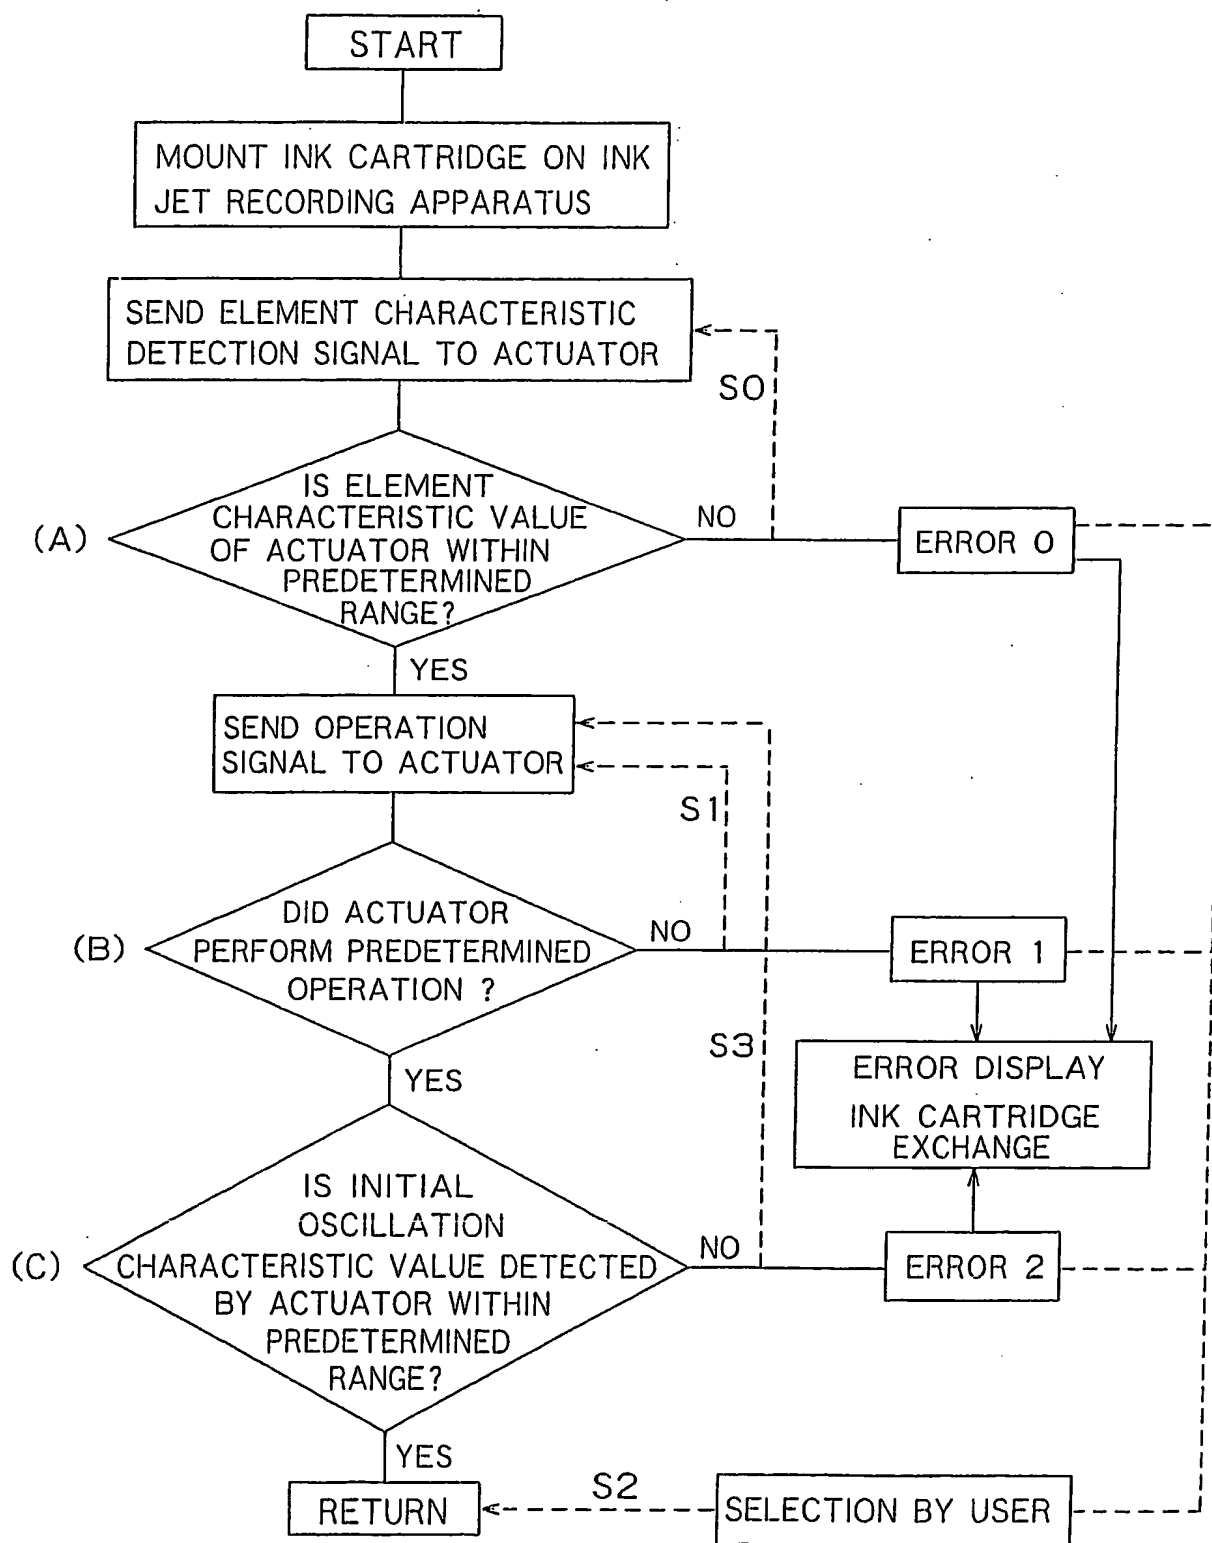 START
MOUNT INK CARTRIDGE ON INK
JET RECORDING APPARATUS
SEND ELEMENT CHARACTERISTIC
DETECTION SIGNAL TO ACTUATOR
S0
(A)
IS ELEMENT
CHARACTERISTIC VALUE
OF ACTUATOR WITHIN
PREDETERMINED
RANGE?
NO
ERROR 0
YES
SEND OPERATION
SIGNAL TO ACTUATOR
S1
(B)
DID ACTUATOR
PERFORM PREDETERMINED
OPERATION ?
NO
ERROR 1
S3
YES
ERROR DISPLAY
INK CARTRIDGE
EXCHANGE
(C)
IS INITIAL
OSCILLATION
CHARACTERISTIC VALUE DETECTED
BY ACTUATOR WITHIN
PREDETERMINED
RANGE?
NO
ERROR 2
YES
RETURN
S2
SELECTION BY USER